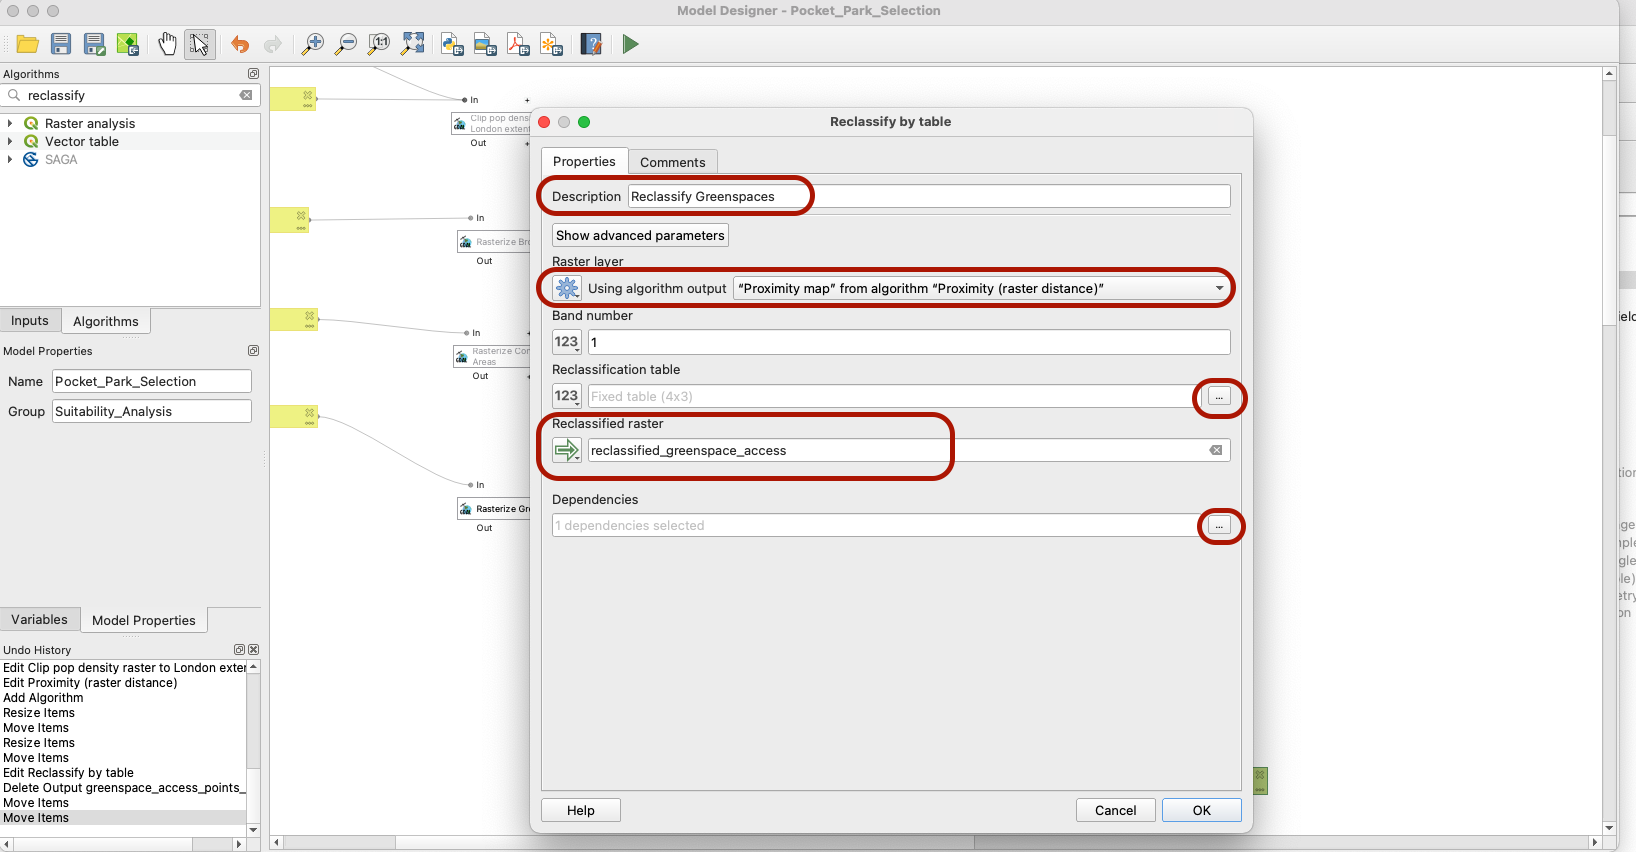 Model Designer - Pocket_Park_Selection
Algorithms
reclassify
Raster analysis
Vector table
SAGA
Inputs
Algorithms
Model Properties
Name
Pocket_Park_Selection
Group
Suitability_Analysis
Variables
Model Properties
Undo History
Edit Clip pop density raster to London exter
Edit Proximity (raster distance)
Add Algorithm
Resize Items
Move Items
Resize Items
Move Items
Edit Reclassify by table
Delete Output greenspace_access_points_
Move Items
Move Items
In
+
Clip pop dens
London extent
Out
+
In
Rasterize Bro
Out
In
Rasterize Con
Areas
Out
In
Rasterize Gre
Out
Reclassify by table
Properties
Comments
Description
Reclassify Greenspaces
Show advanced parameters
Raster layer
Using algorithm output
“Proximity map” from algorithm “Proximity (raster distance)”
Band number
123
1
Reclassification table
123
Fixed table (4x3)
...
Reclassified raster
reclassified_greenspace_access
Dependencies
1 dependencies selected
...
Help
Cancel
OK